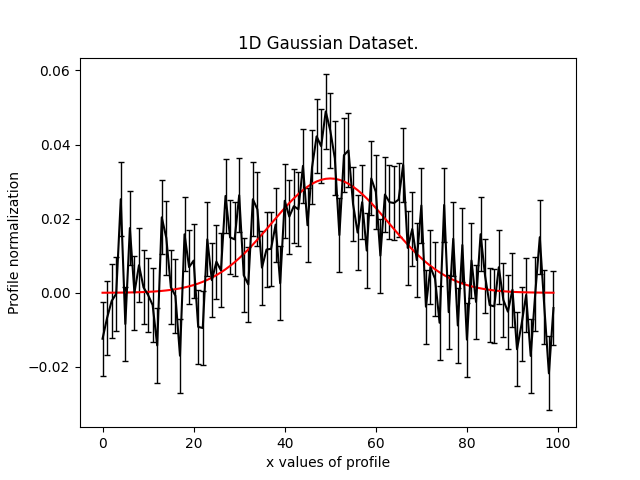 1D Gaussian Dataset.
Profile normalization
0.06
0.04
0.02
0.00
−0.02
0 20 40 60 80 100
x values of profile